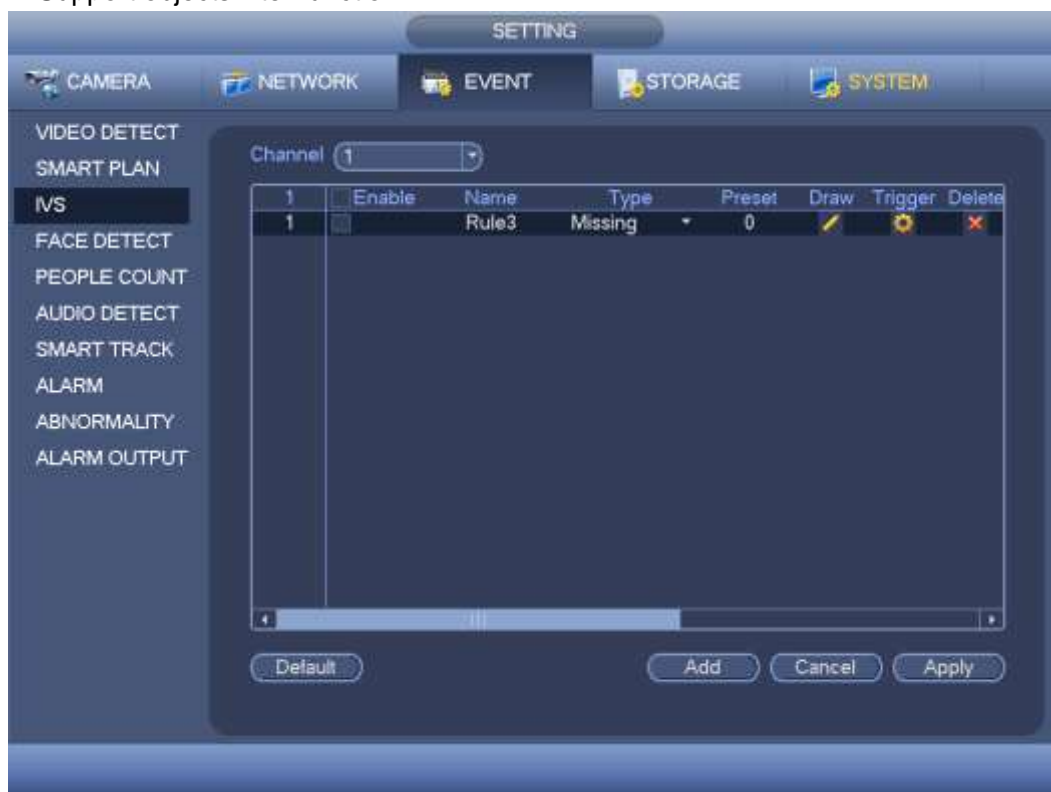 SETTING
CAMERA NETWORK EVENT STORAGE SYSTEM
VIDEO DETECT
SMART PLAN
IVS
FACE DETECT
PEOPLE COUNT
AUDIO DETECT
SMART TRACK
ALARM
ABNORMALITY
ALARM OUTPUT
Channel 1
1 Enable Name Type Preset Draw Trigger Delete
1 Rule3 Missing 0
Default Add Cancel Apply